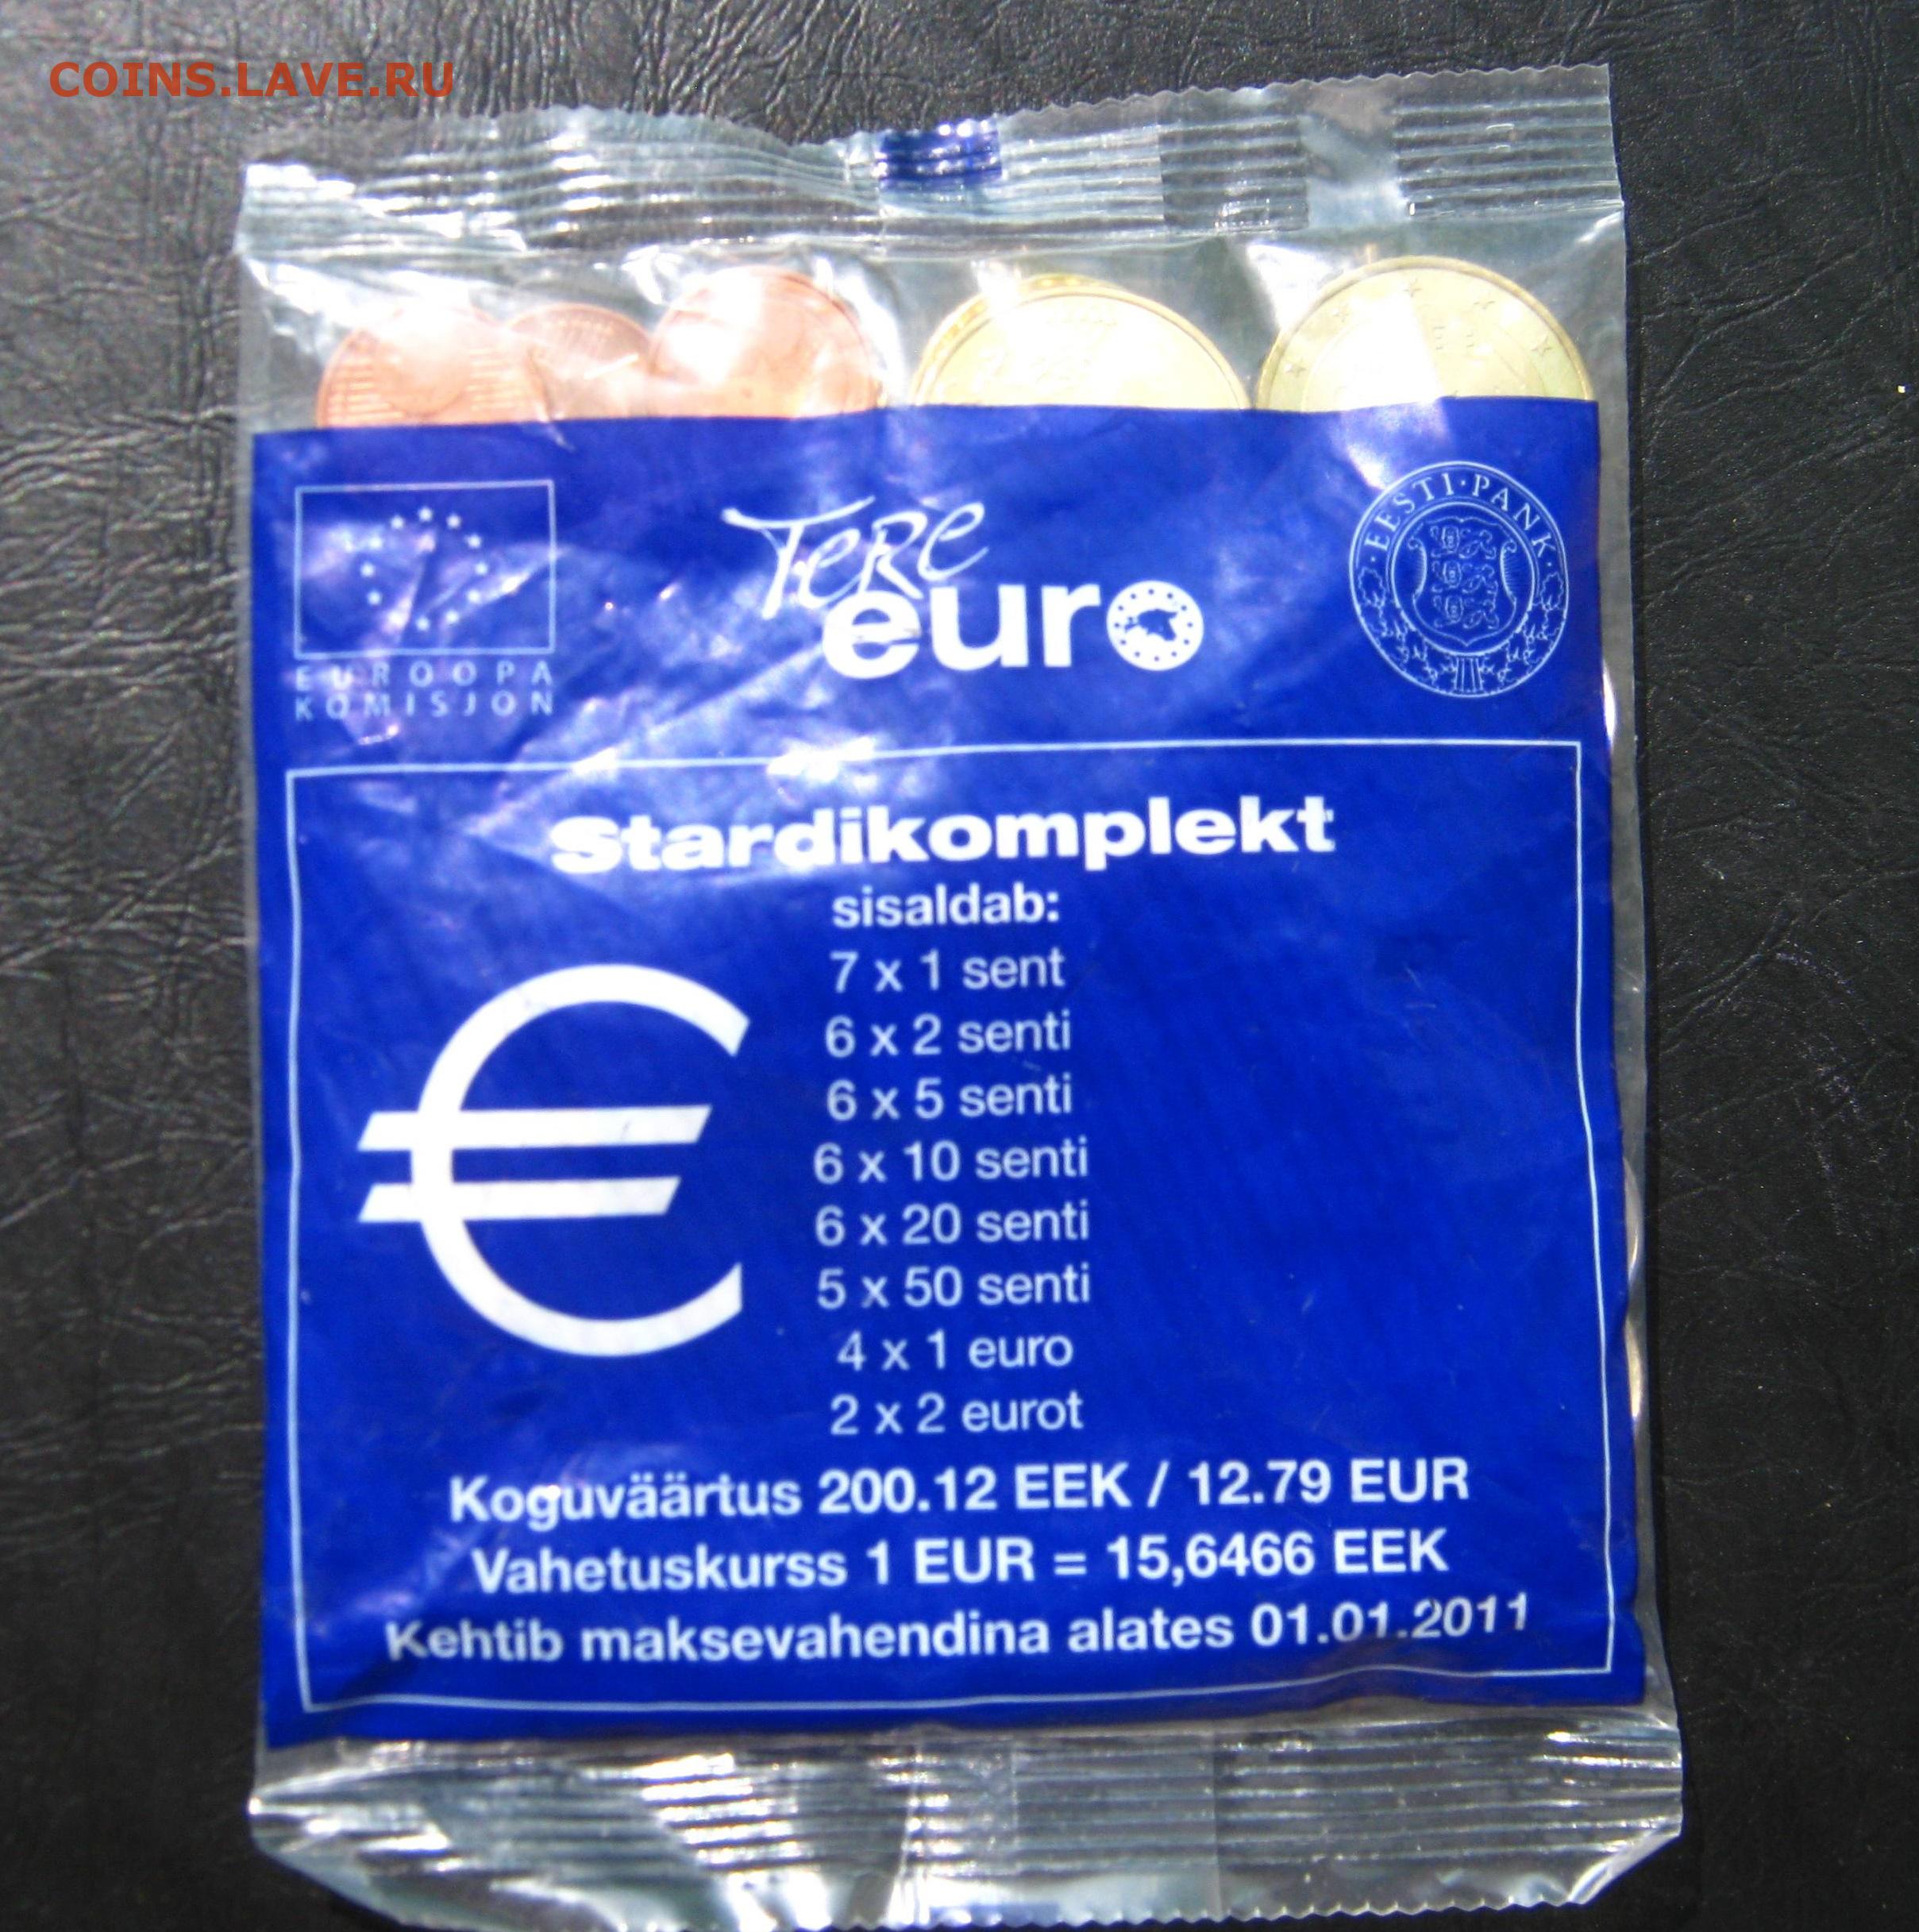 COINS.LAVE.RU
EUROOPA
KOMISJON
Tere
euro
·EESTI·PANK·
Stardikomplekt
sisaldab:
€
7 x 1 sent
6 x 2 senti
6 x 5 senti
6 x 10 senti
6 x 20 senti
5 x 50 senti
4 x 1 euro
2 x 2 eurot
Koguväärtus 200.12 EEK / 12.79 EUR
Vahetuskurss 1 EUR = 15,6466 EEK
Kehtib maksevahendina alates 01.01.2011